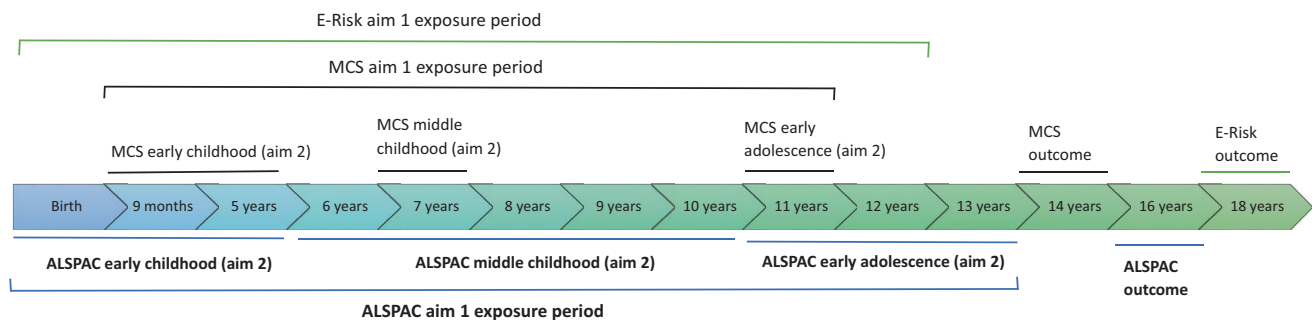 E-Risk aim 1 exposure period
MCS aim 1 exposure period
MCS early childhood (aim 2)
MCS middle
childhood (aim 2)
MCS early
adolescence (aim 2)
MCS
outcome
E-Risk
outcome
Birth
9 months
5 years
6 years
7 years
8 years
9 years
10 years
11 years
12 years
13 years
14 years
16 years
18 years
ALSPAC early childhood (aim 2)
ALSPAC middle childhood (aim 2)
ALSPAC early adolescence (aim 2)
ALSPAC
outcome
ALSPAC aim 1 exposure period